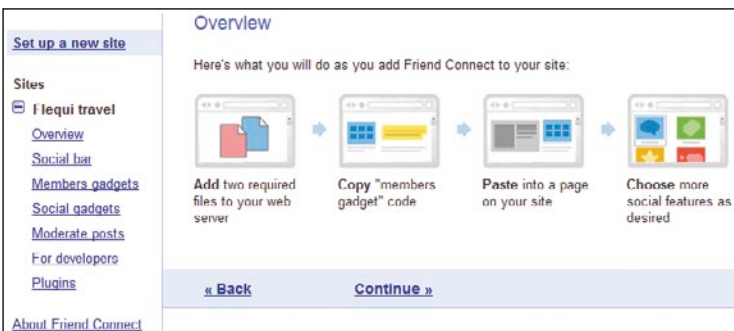 Set up a new site
Sites
Flequi travel
Overview
Social bar
Members gadgets
Social gadgets
Moderate posts
For developers
Plugins
About Friend Connect
Overview
Here's what you will do as you add Friend Connect to your site:
Add two required
files to your web
server
Copy "members
gadget" code
Paste into a page
on your site
Choose more
social features as
desired
« Back
Continue »